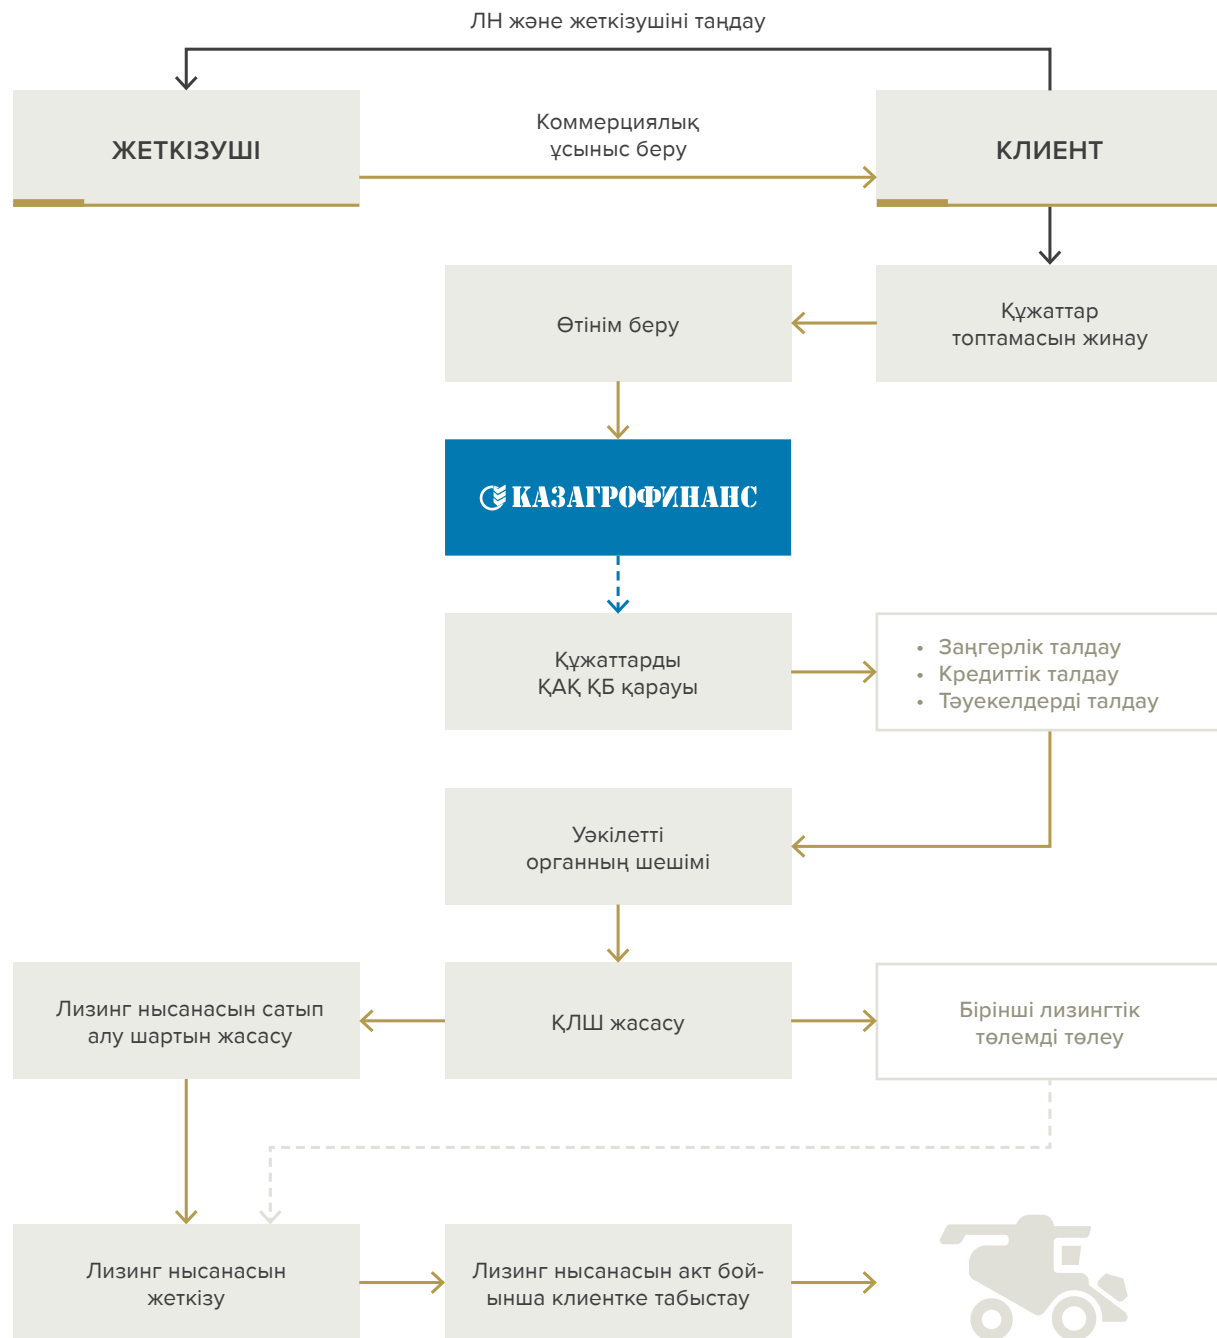 ЛН және жеткізушіні таңдау
ЖЕТКІЗУШІ
Коммерциялық
ұсыныс беру
КЛИЕНТ
Өтінім беру
Құжаттар
топтамасын жинау
КАЗАГРОФИНАНС
Құжаттарды
ҚАҚ ҚБ қарауы
• Заңгерлік талдау
• Кредиттік талдау
• Тәуекелдерді талдау
Уәкілетті
органның шешімі
Лизинг нысанасын сатып
алу шартын жасасу
ҚЛШ жасасу
Бірінші лизингтік
төлемді төлеу
Лизинг нысанасын
жеткізу
Лизинг нысанасын акт бой-
ынша клиентке табыстау